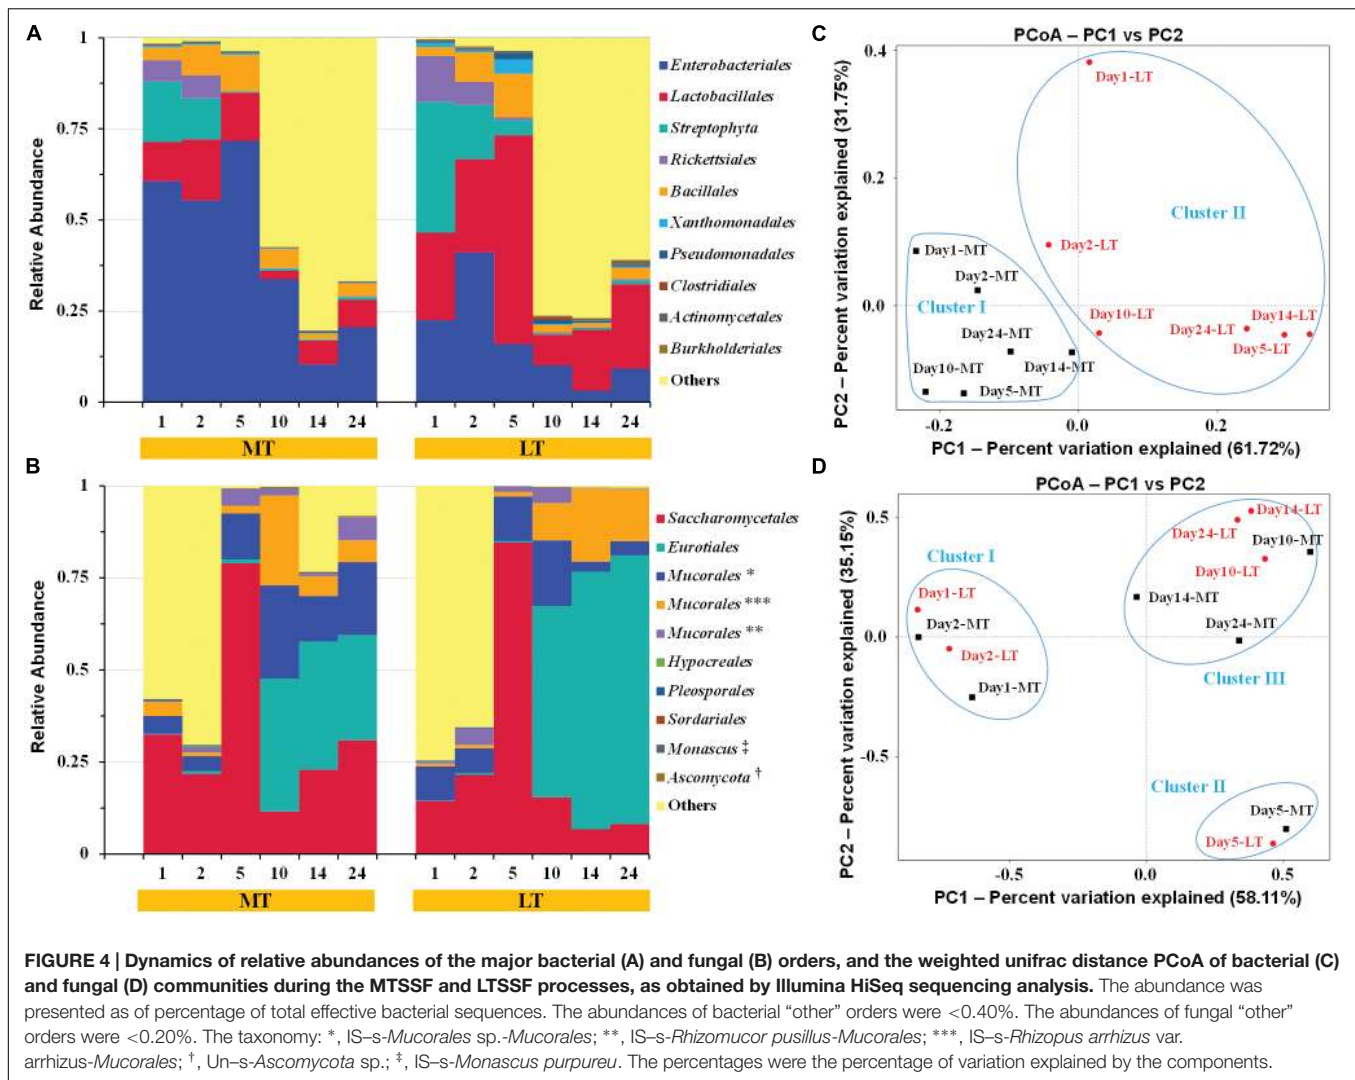 A
1
0.75
0.5
0.25
0
Relative Abundance
1 2 5 10 14 24
MT
1 2 5 10 14 24
LT
Enterobacteriales
Lactobacillales
Streptophyta
Rickettsiales
Bacillales
Xanthomonadales
Pseudomonadales
Clostridiales
Actinomycetales
Burkholderiales
Others
C
PCoA – PC1 vs PC2
PC2 – Percent variation explained (31.75%)
0.4
0.2
0.0
Day1-LT
Cluster II
Day2-LT
Day1-MT
Day2-MT
Cluster I
Day10-LT
Day24-LT
Day14-LT
Day5-LT
Day24-MT
Day14-MT
Day10-MT
Day5-MT
-0.2 0.0 0.2
PC1 – Percent variation explained (61.72%)
B
1
0.75
0.5
0.25
0
Relative Abundance
1 2 5 10 14 24
MT
1 2 5 10 14 24
LT
Saccharomycetales
Eurotiales
Mucorales *
Mucorales ***
Mucorales **
Hypocreales
Pleosporales
Sordariales
Monascus ‡
Ascomycota †
Others
D
PCoA – PC1 vs PC2
PC2 – Percent variation explained (35.15%)
0.5
0.0
-0.5
Day14-LT
Day24-LT
Day10-MT
Day10-LT
Cluster I
Day1-LT
Day2-MT
Day2-LT
Day1-MT
Day14-MT
Day24-MT
Cluster III
Cluster II
Day5-MT
Day5-LT
-0.5 0.0 0.5
PC1 – Percent variation explained (58.11%)
FIGURE 4 | Dynamics of relative abundances of the major bacterial (A) and fungal (B) orders, and the weighted unifrac distance PCoA of bacterial (C)
and fungal (D) communities during the MTSSF and LTSSF processes, as obtained by Illumina HiSeq sequencing analysis. The abundance was
presented as of percentage of total effective bacterial sequences. The abundances of bacterial “other” orders were <0.40%. The abundances of fungal “other”
orders were <0.20%. The taxonomy: *, IS–s-Mucorales sp.-Mucorales; **, IS–s-Rhizomucor pusillus-Mucorales; ***, IS–s-Rhizopus arrhizus var.
arrhizus-Mucorales; †, Un–s-Ascomycota sp.; ‡, IS–s-Monascus purpureu. The percentages were the percentage of variation explained by the components.